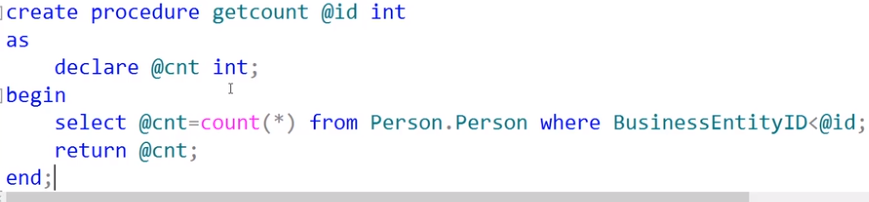 create procedure getcount @id int
as
    declare @cnt int;
begin
    select @cnt=count(*) from Person.Person where BusinessEntityID<@id;
    return @cnt;
end;